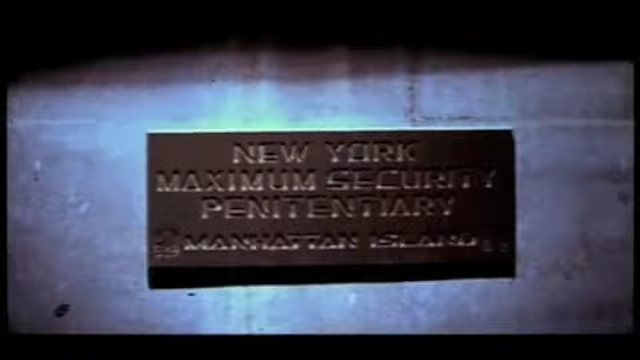 NEW YORK
MAXIMUM SECURITY
PENITENTIARY
MANHATTAN ISLAND